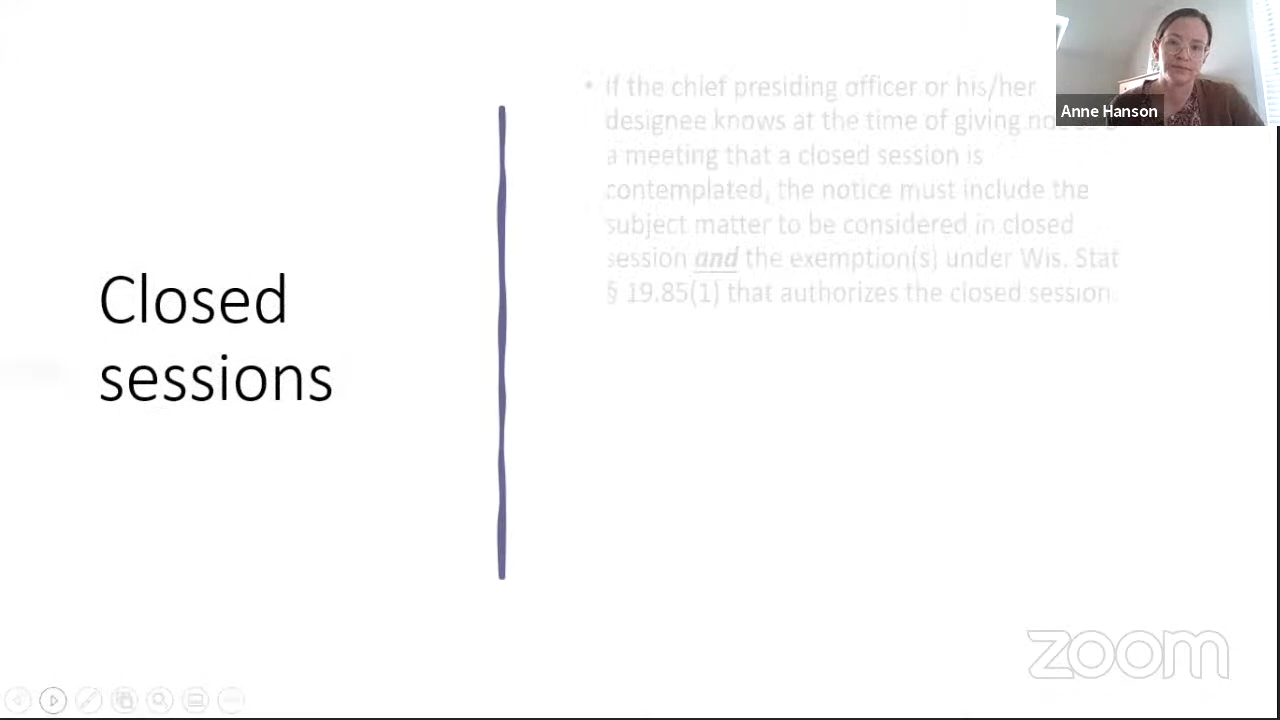 Closed
sessions
• If the chief presiding officer or his/her
designee knows at the time of giving
a meeting that a closed session is
contemplated, the notice must include the
subject matter to be considered in closed
session and the exemption(s) under Wis. Stat
§ 19.85(1) that authorizes the closed session.
Anne Hanson
zoom